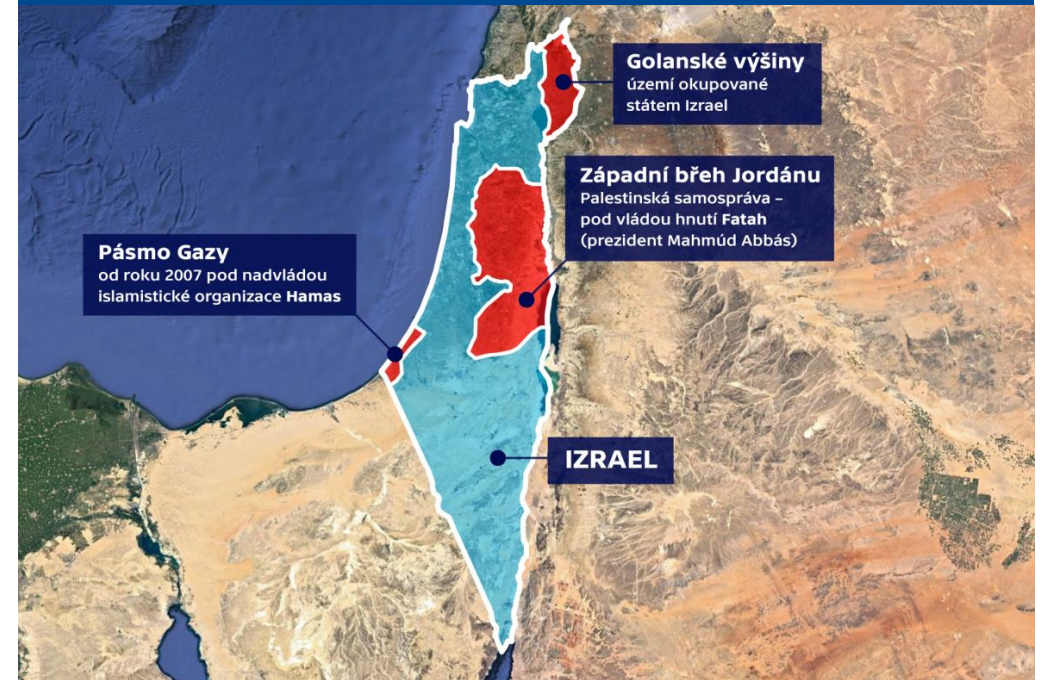 Golanské výšiny
území okupované
státem Izrael
Západní břeh Jordánu
Palestinská samospráva –
pod vládou hnutí Fatah
(prezident Mahmúd Abbás)
Pásmo Gazy
od roku 2007 pod nadvládou
islamistické organizace Hamas
IZRAEL